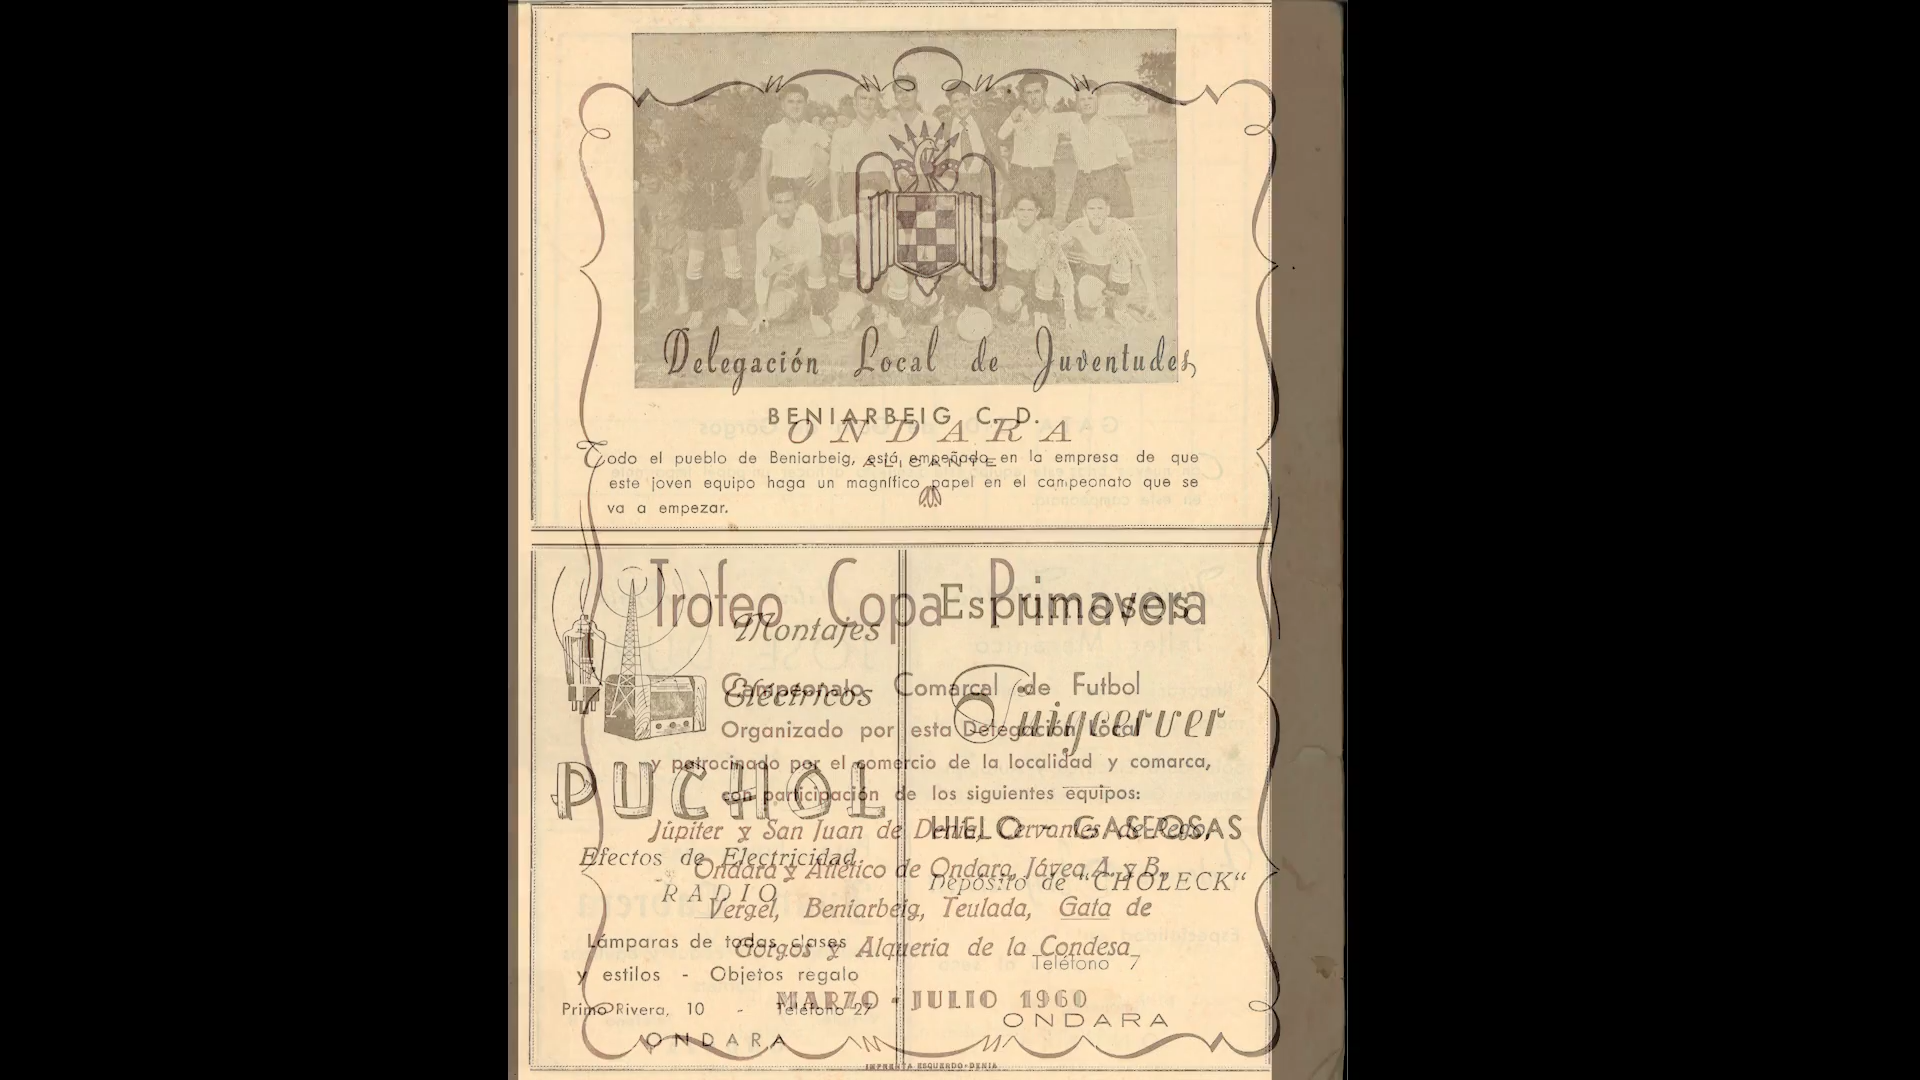 Delegación Local de Juventudes
BENIARBEIG C. D.
ONDARA
Todo el pueblo de Beniarbeig, está empeñado en la empresa de que
ALICANTE
este joven equipo haga un magnífico papel en el campeonato que se
va a empezar.
Trofeo Copa Primavera
Espumosos
Montajes
Eléctricos
Campeonato Comarcal de Futbol
Puigcerver
Organizado por esta Delegación Local
y patrocinado por el comercio de la localidad y comarca,
PUCHOL
con participación de los siguientes equipos:
Júpiter y San Juan de Denia, Cervantes de Pego,
HIELO - GASEOSAS
Efectos de Electricidad
Ondara y Atlético de Ondara, Jávea A. y B.,
Depósito de "CHOLECK"
RADIO
Vergel, Beniarbeig, Teulada, Gata de
Lámparas de todas clases
Gorgos y Alqueria de la Condesa
Teléfono 7
y estilos - Objetos regalo
MARZO - JULIO 1960
Primo Rivera, 10 - Teléfono 27
ONDARA
ONDARA
IMPRENTA ESQUERDO-DENIA